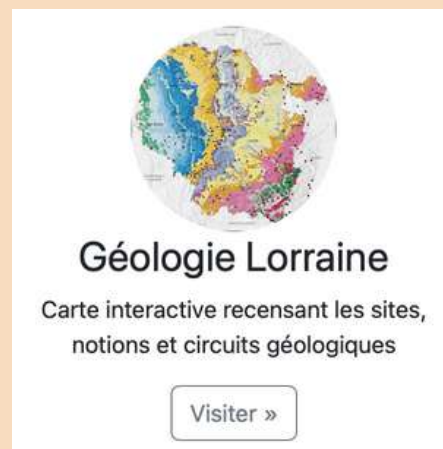 Géologie Lorraine
Carte interactive recensant les sites,
notions et circuits géologiques
Visiter »